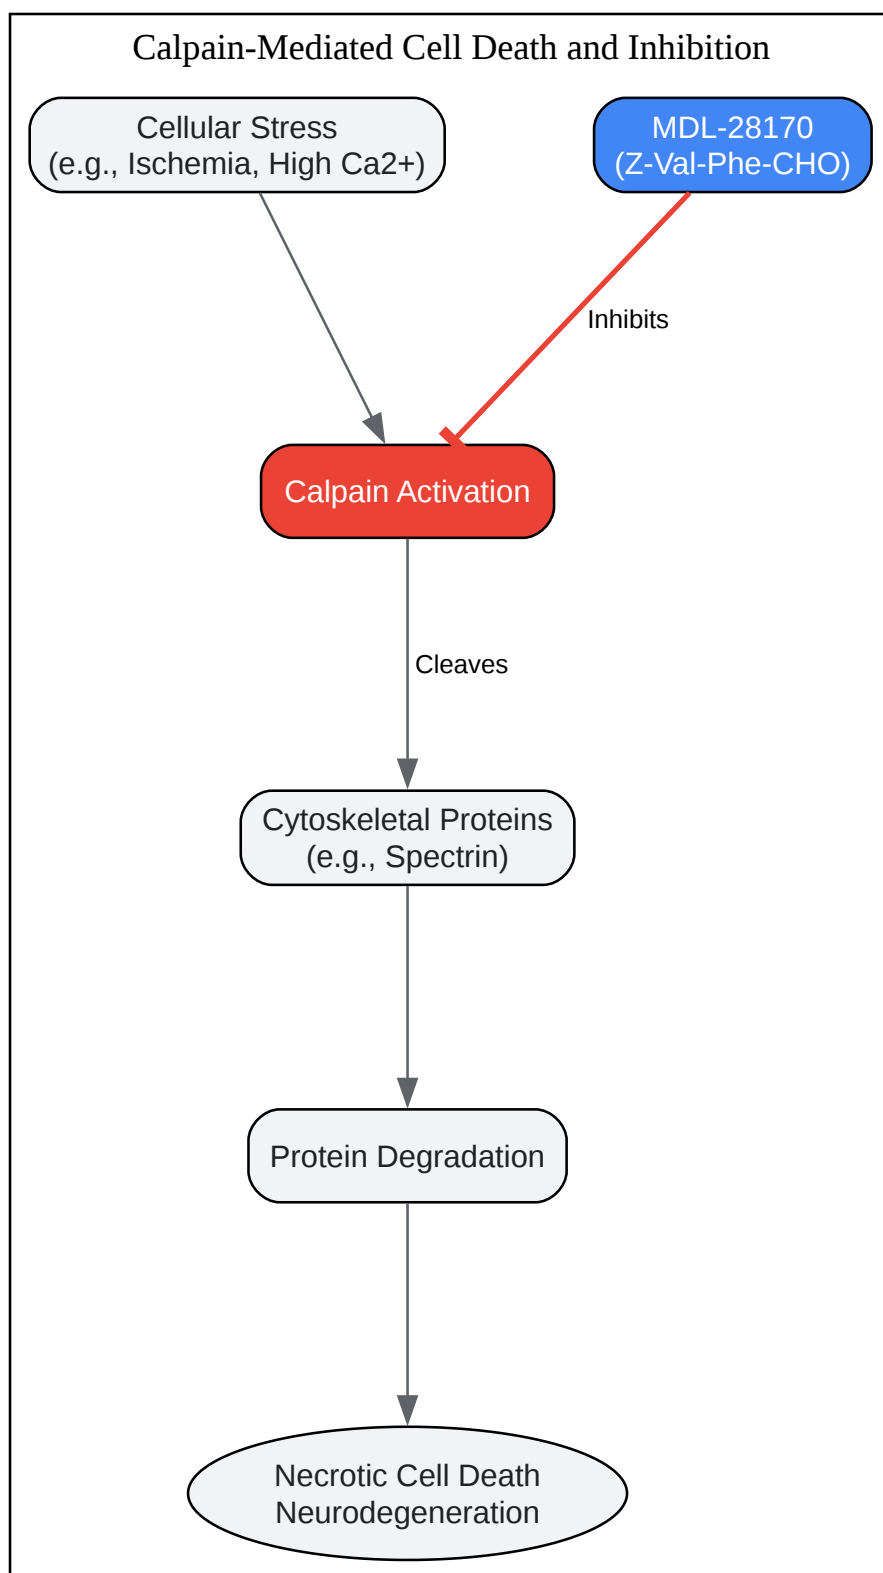 Calpain-Mediated Cell Death and Inhibition
Cellular Stress
(e.g., Ischemia, High Ca2+)
MDL-28170
(Z-Val-Phe-CHO)
Inhibits
Calpain Activation
Cleaves
Cytoskeletal Proteins
(e.g., Spectrin)
Protein Degradation
Necrotic Cell Death
Neurodegeneration